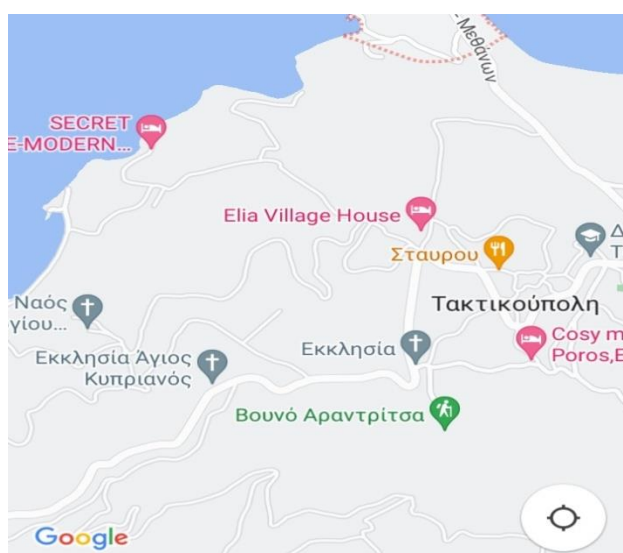 Μεθάνων
SECRET
E-MODERN...
Elia Village House
Σταυρου
Δ
Τ
Τακτικούπολη
Ναός
γίου...
Εκκλησία
Cosy m
Poros,E
Εκκλησία Άγιος
Κυπριανός
Βουνό Αραντρίτσα
Google